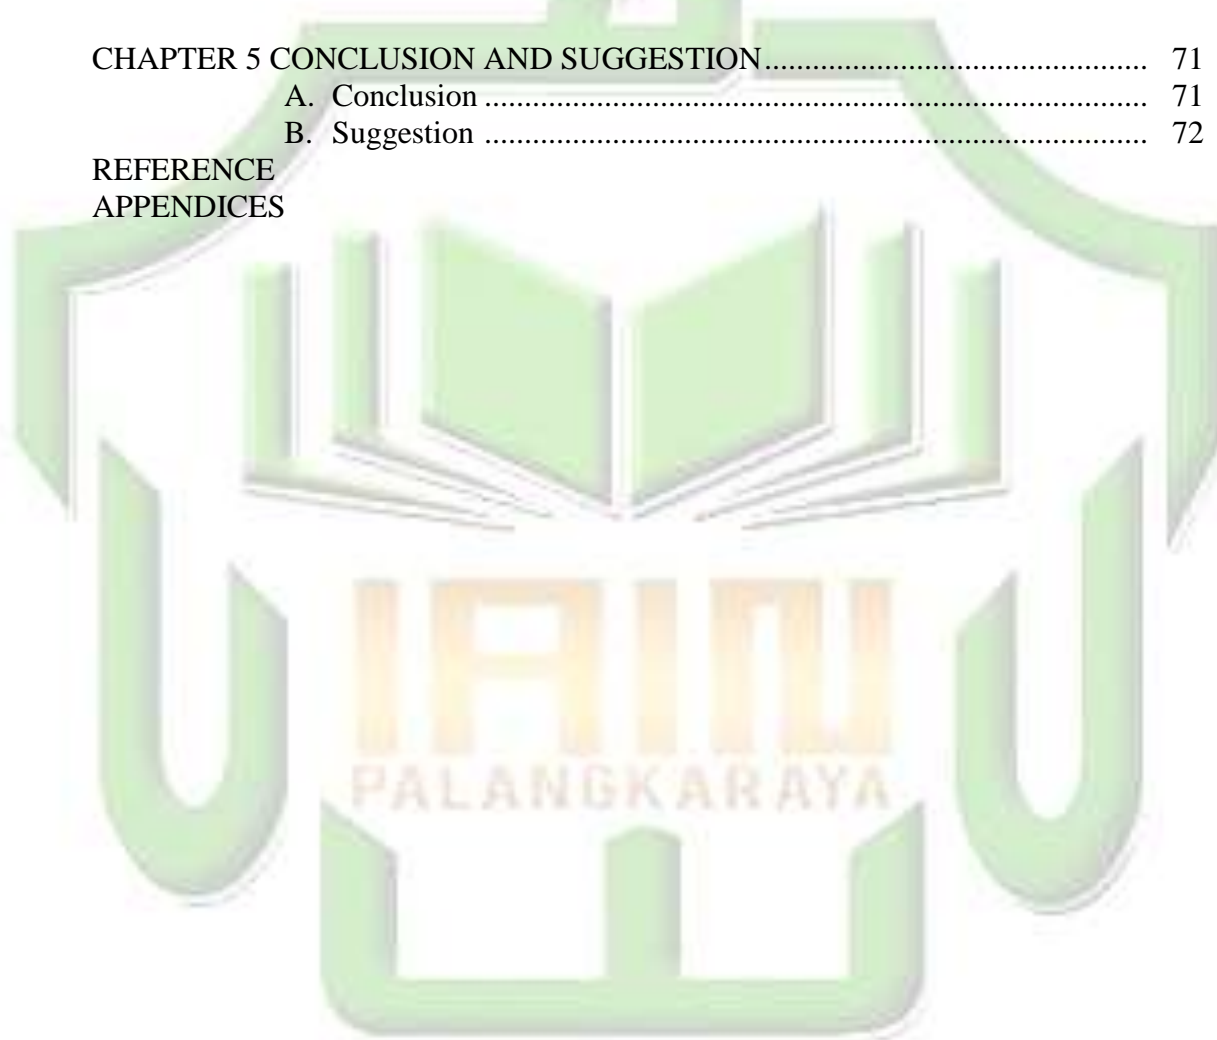 CHAPTER 5 CONCLUSION AND SUGGESTION............................................ 71
A. Conclusion ...................................................................... 71
B. Suggestion ...................................................................... 72
REFERENCE
APPENDICES
IAIN
PALANGKARAYA